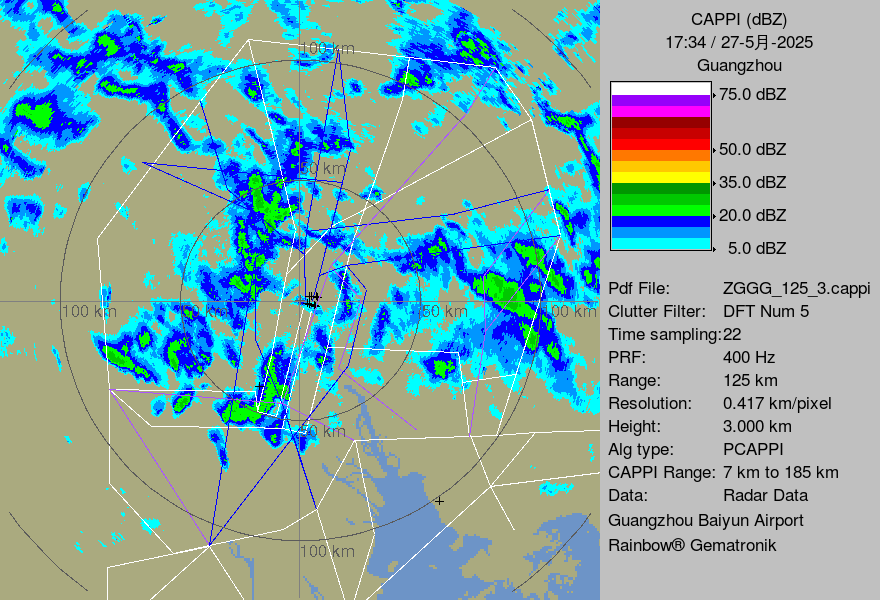 CAPPI (dBZ)
17:34 / 27-5月-2025
Guangzhou
75.0 dBZ
50.0 dBZ
35.0 dBZ
20.0 dBZ
5.0 dBZ
Pdf File: ZGGG_125_3.cappi
Clutter Filter: DFT Num 5
Time sampling:22
PRF: 400 Hz
Range: 125 km
Resolution: 0.417 km/pixel
Height: 3.000 km
Alg type: PCAPPI
CAPPI Range: 7 km to 185 km
Data: Radar Data
Guangzhou Baiyun Airport
Rainbow® Gematronik
100 km
km
100 km
km
50 km
100 km
km
100 km